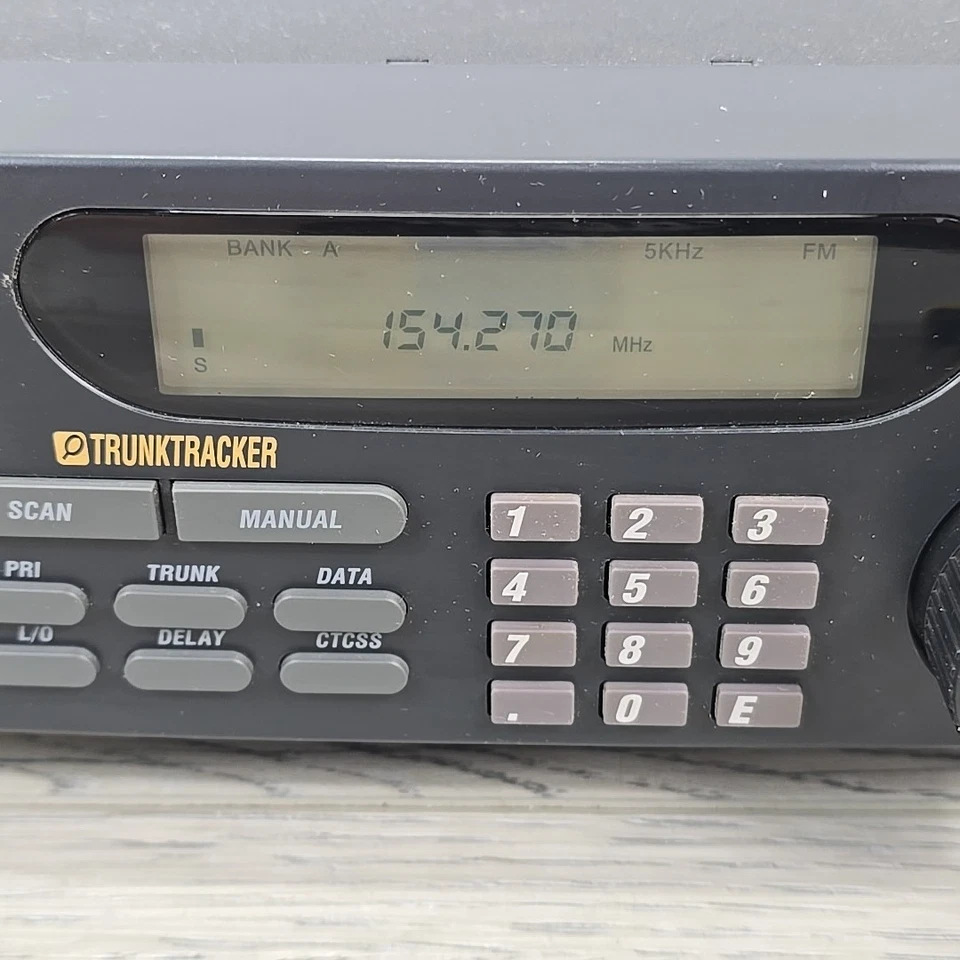 BANK A 5KHz FM
154.270 MHz
S
TRUNKTRACKER
SCAN MANUAL
1 2 3
PRI TRUNK DATA
4 5 6
L/O DELAY CTCSS
7 8 9
. 0 E